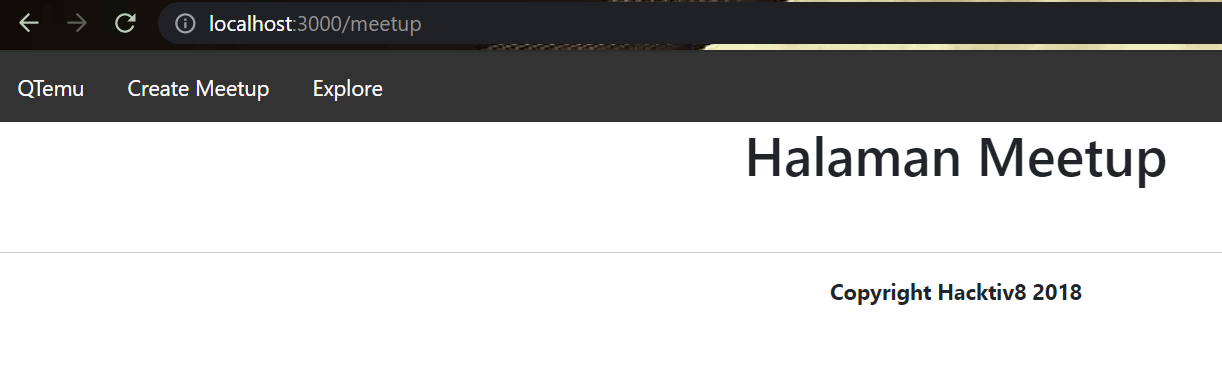 localhost:3000/meetup
QTemu Create Meetup Explore
Halaman Meetup
Copyright Hacktiv8 2018